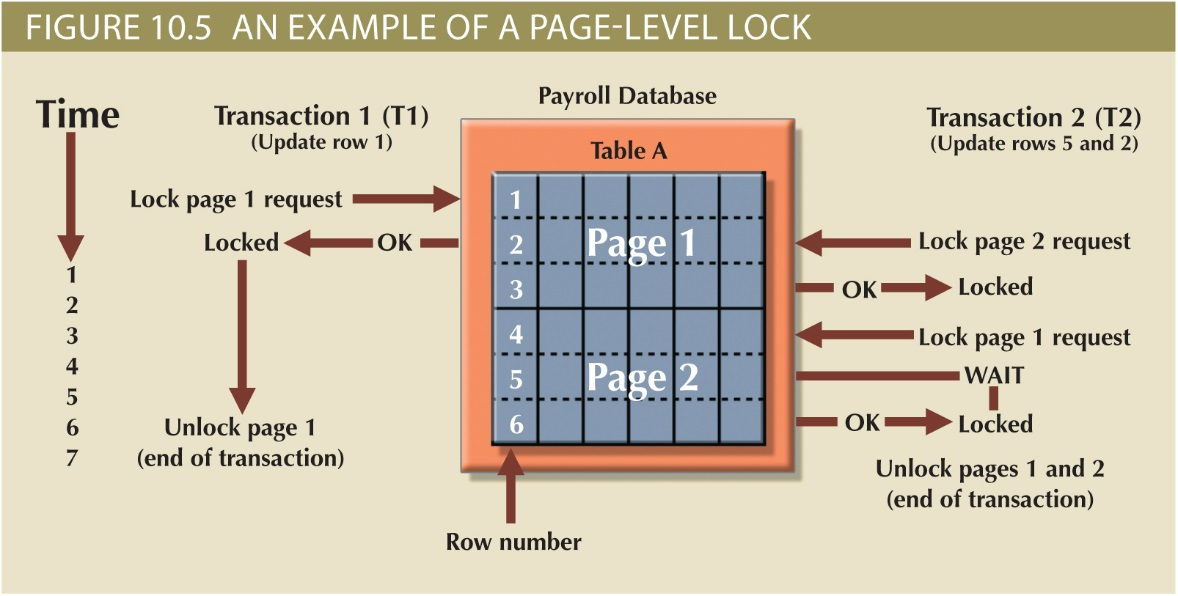 FIGURE 10.5 AN EXAMPLE OF A PAGE-LEVEL LOCK
Time
1
2
3
4
5
6
7
Transaction 1 (T1)
(Update row 1)
Lock page 1 request
Locked
OK
Unlock page 1
(end of transaction)
Payroll Database
Table A
1
2
3
4
5
6
Page 1
Page 2
Row number
Transaction 2 (T2)
(Update rows 5 and 2)
Lock page 2 request
OK
Locked
Lock page 1 request
WAIT
OK
Locked
Unlock pages 1 and 2
(end of transaction)